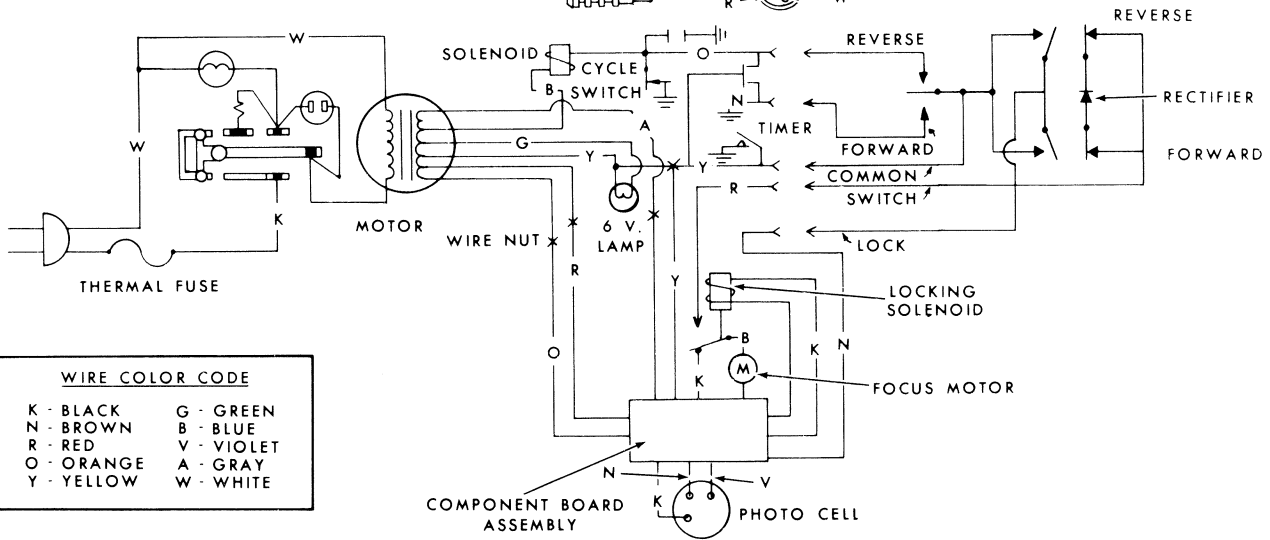 R
W
REVERSE
W
SOLENOID
O
REVERSE
CYCLE
SWITCH
B
N
RECTIFIER
A
TIMER
W
G
FORWARD
FORWARD
Y
Y
COMMON
R
SWITCH
K
MOTOR
6 V.
LAMP
WIRE NUT
LOCK
THERMAL FUSE
R
Y
LOCKING
SOLENOID
B
O
K
N
M
K
FOCUS MOTOR
WIRE COLOR CODE
K - BLACK G - GREEN
N - BROWN B - BLUE
R - RED V - VIOLET
O - ORANGE A - GRAY
Y - YELLOW W - WHITE
N
V
K
COMPONENT BOARD
ASSEMBLY
PHOTO CELL